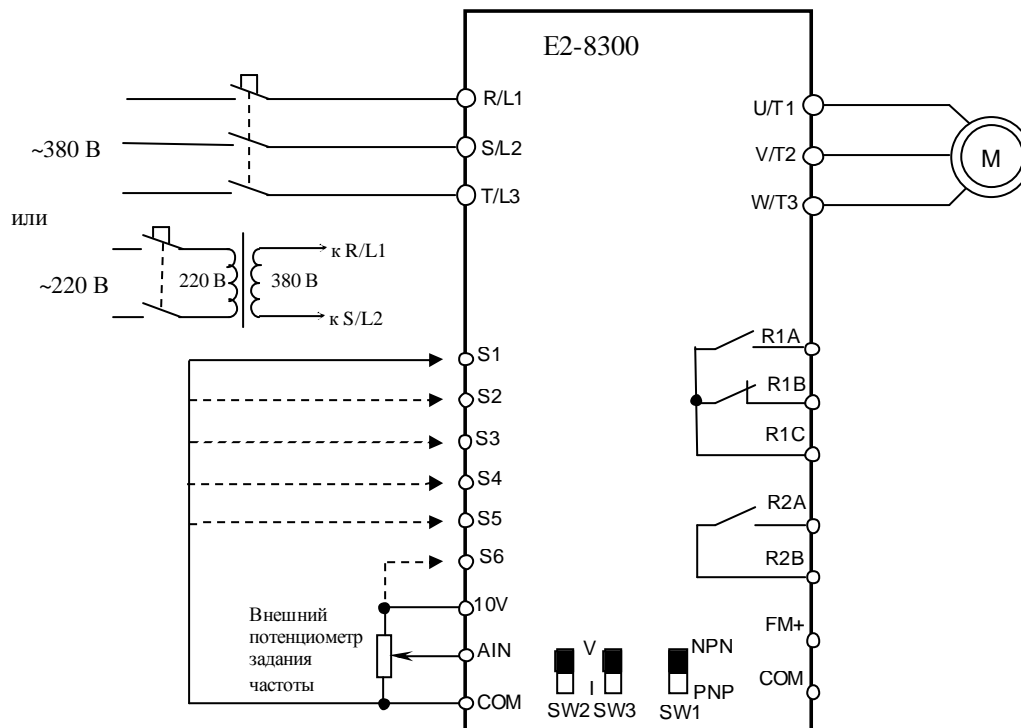 E2-8300
R/L1
S/L2
T/L3
~380 В
или
~220 В
220 В
380 В
к R/L1
к S/L2
U/T1
V/T2
W/T3
M
S1
S2
S3
S4
S5
S6
10V
AIN
COM
Внешний
потенциометр
задания
частоты
R1A
R1B
R1C
R2A
R2B
FM+
COM
V
I
SW2
SW3
NPN
PNP
SW1